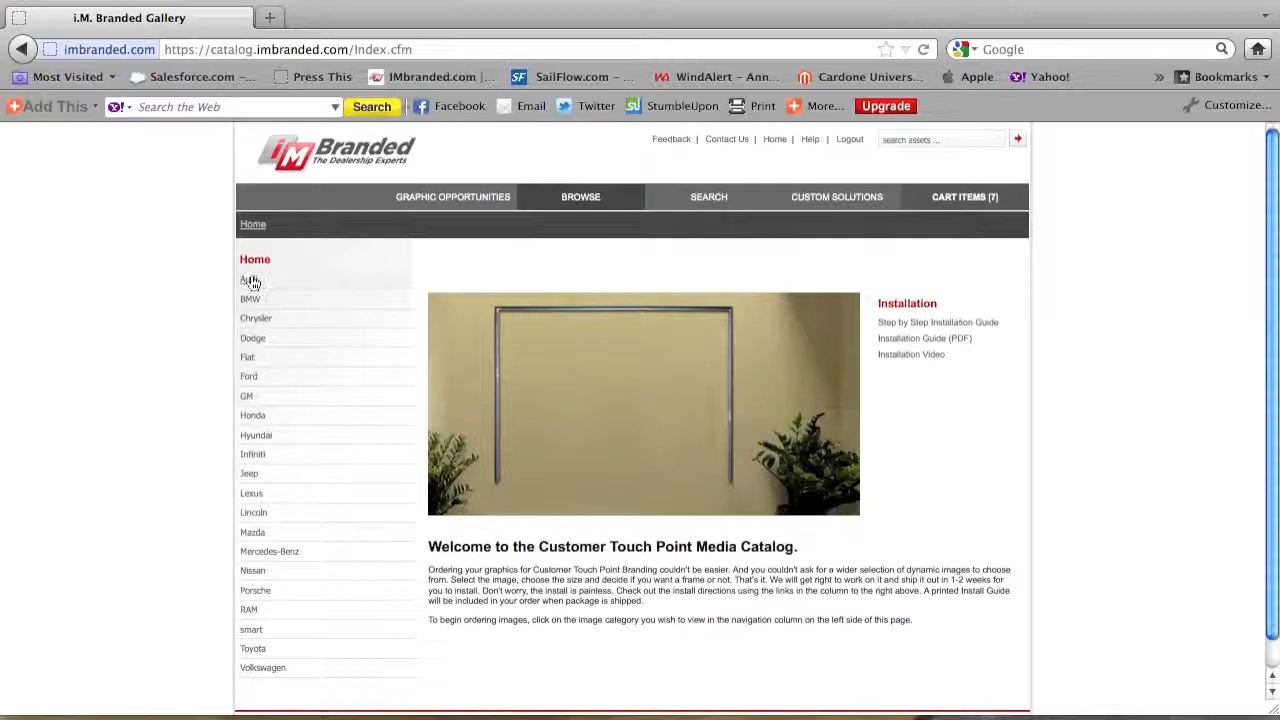 i.M. Branded Gallery
imbranded.com https://catalog.imbranded.com/Index.cfm Google
Most Visited Salesforce.com –... Press This IMbranded.com |... SailFlow.com – ... WindAlert – Ann... Cardone Univers... Apple Yahoo! » Bookmarks
Add This Search the Web Search Facebook Email Twitter StumbleUpon Print More... Upgrade Customize...
iM Branded
The Dealership Experts
Feedback | Contact Us | Home | Help | Logout search assets ...
GRAPHIC OPPORTUNITIES BROWSE SEARCH CUSTOM SOLUTIONS CART ITEMS (7)
Home
Home
BMW
Chrysler
Dodge
Fiat
Ford
GM
Honda
Hyundai
Infiniti
Jeep
Lexus
Lincoln
Mazda
Mercedes-Benz
Nissan
Porsche
RAM
smart
Toyota
Volkswagen
Installation
Step by Step Installation Guide
Installation Guide (PDF)
Installation Video
Welcome to the Customer Touch Point Media Catalog.
Ordering your graphics for Customer Touch Point Branding couldn't be easier. And you couldn't ask for a wider selection of dynamic images to choose
from. Select the image, choose the size and decide if you want a frame or not. That's it. We will get right to work on it and ship it out in 1-2 weeks for
you to install. Don't worry, the install is painless. Check out the install directions using the links in the column to the right above. A printed Install Guide
will be included in your order when package is shipped.
To begin ordering images, click on the image category you wish to view in the navigation column on the left side of this page.